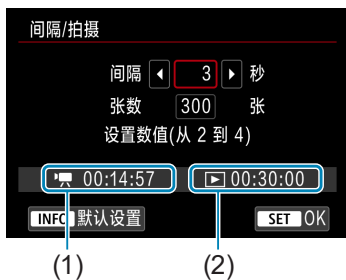 间隔/拍摄
间隔 3 秒
张数 300 张
设置数值(从 2 到 4)
00:14:57 00:30:00
INFO 默认设置 SET OK
(1) (2)